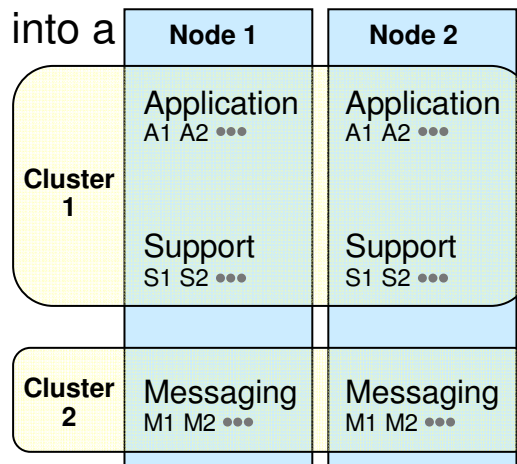 into a
Node 1 Node 2
Application Application
A1 A2 ●●● A1 A2 ●●●
Cluster
1
Support Support
S1 S2 ●●● S1 S2 ●●●
Cluster
2
Messaging Messaging
M1 M2 ●●● M1 M2 ●●●